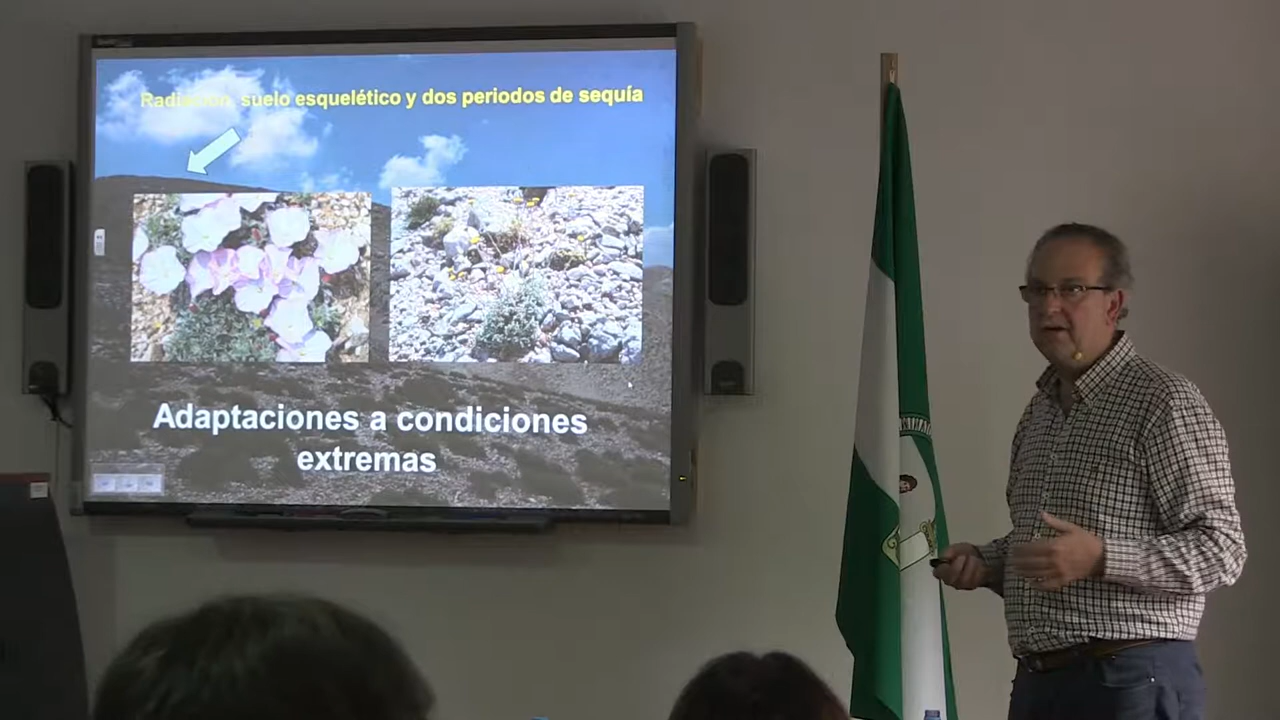 Radiación, suelo esquelético y dos periodos de sequía
Adaptaciones a condiciones
extremas